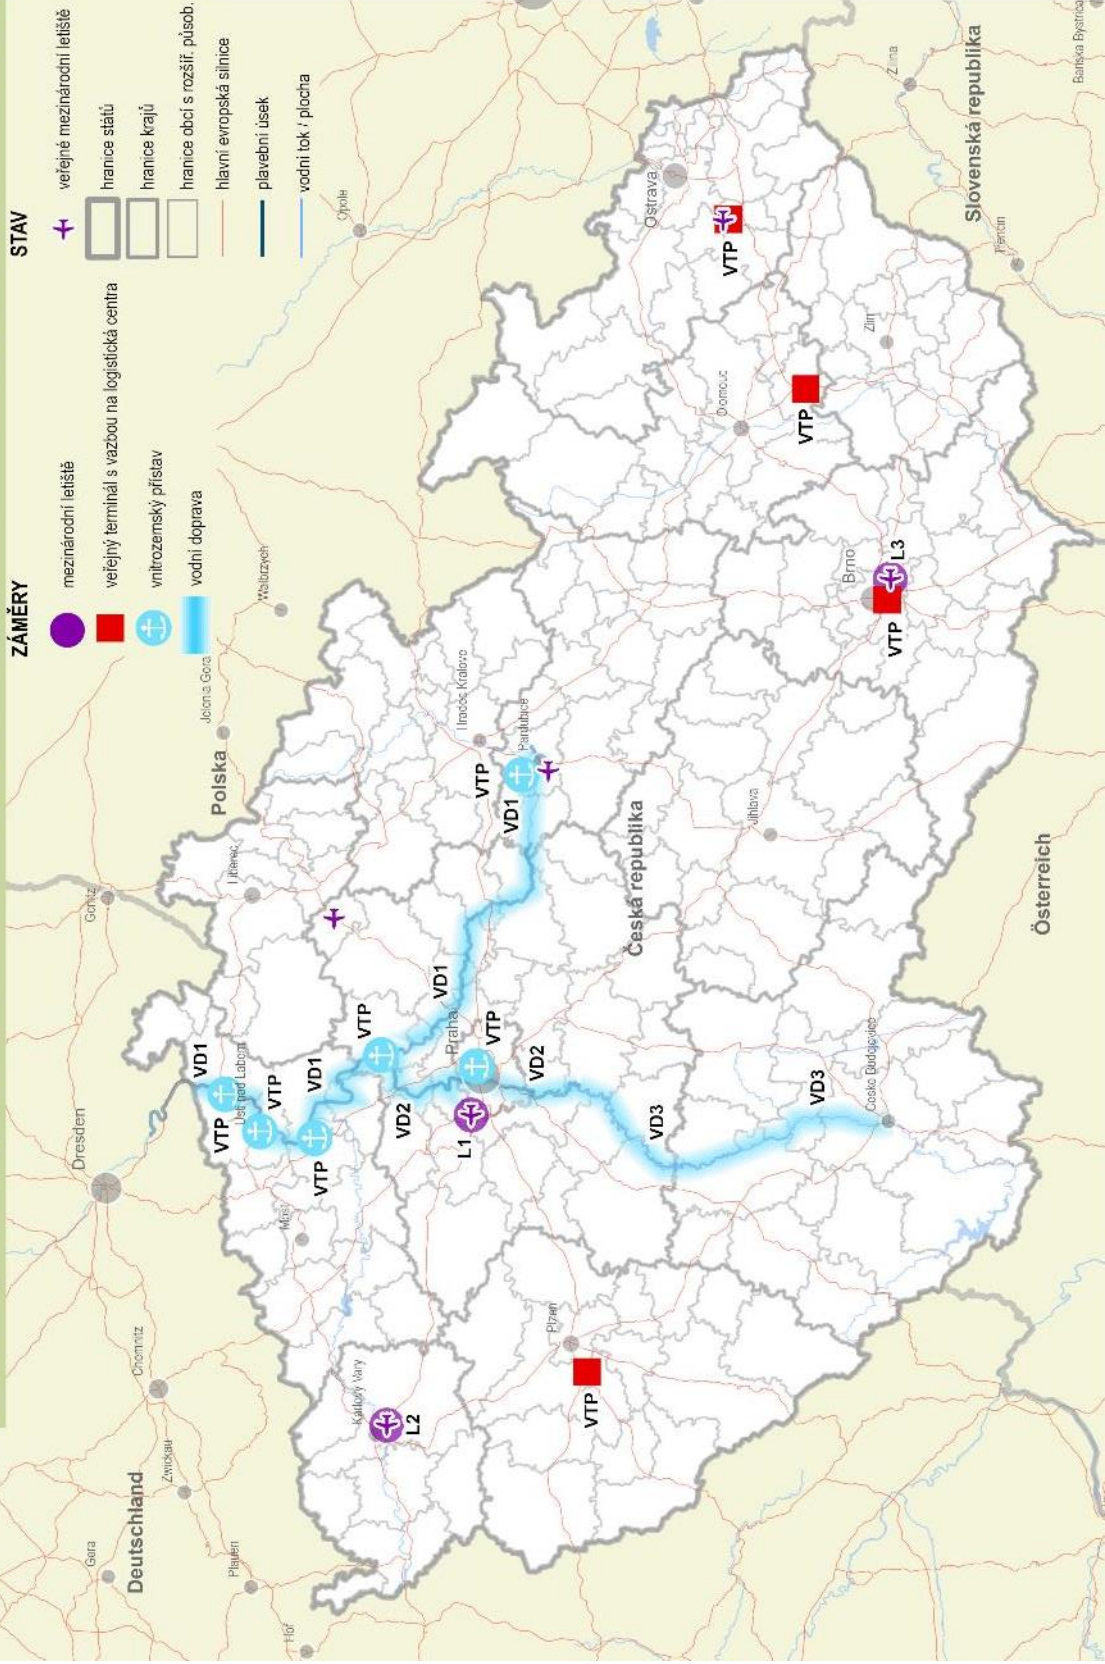 ZÁMĚRY
mezinárodní letiště
veřejný terminál s vazbou na logistická centra
vnitrozemský přístav
vodní doprava
STAV
veřejné mezinárodní letiště
hranice států
hranice krajů
hranice obcí s rozšíř. působ.
hlavní evropská silnice
plavební úsek
vodní tok / plocha
Deutschland
Polska
Česká republika
Slovenská republika
Österreich
Gera
Plauen
Hof
Zwickau
Chemnitz
Dresden
Jelenia Gora
Walbrzych
Opole
Liberec
Ústí nad Labem
Most
Karlovy Vary
Plzeň
Praha
Hradec Králové
Pardubice
Jihlava
České Budějovice
Brno
Olomouc
Ostrava
Zlín
Žilina
Trenčín
Banská Bystrica
VD1
VTP
VTP
VD1
VTP
VTP
VD2
VD1
VTP
VD1
VTP
L1
VD2
VD3
VD3
L2
VTP
VTP
L3
VTP
VTP